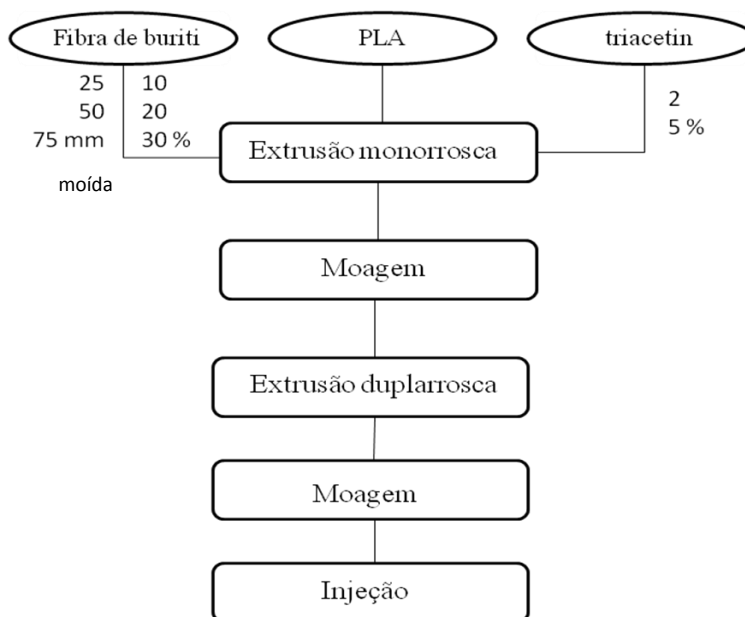 Fibra de buriti
PLA
triacetin
25 10
50 20
75 mm 30 %
moída
2
5 %
Extrusão monorrosca
Moagem
Extrusão duplarrosca
Moagem
Injeção